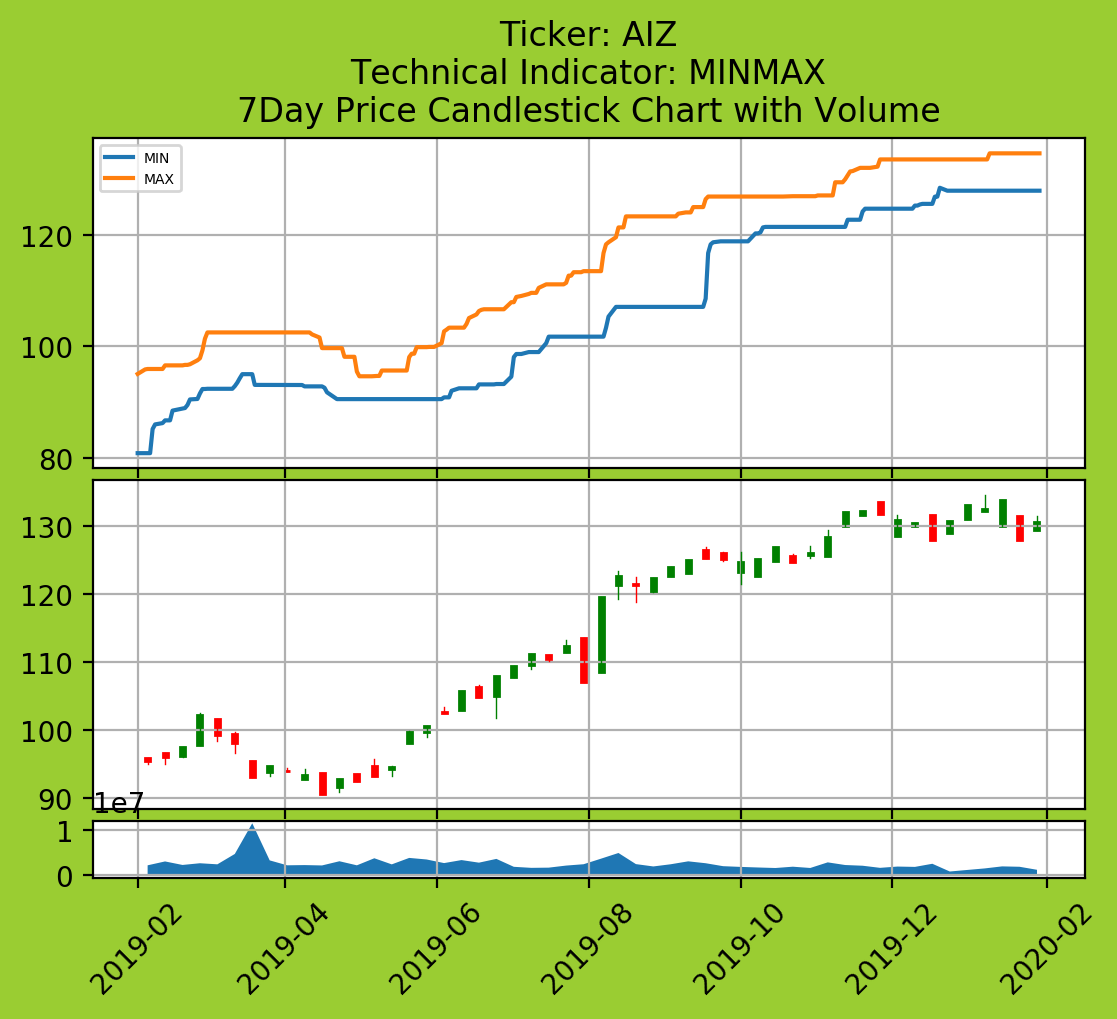 Ticker: AIZ
Technical Indicator: MINMAX
7Day Price Candlestick Chart with Volume
MIN
MAX
120
100
80
130
120
110
100
90
1e7
1
0
2019-02
2019-04
2019-06
2019-08
2019-10
2019-12
2020-02